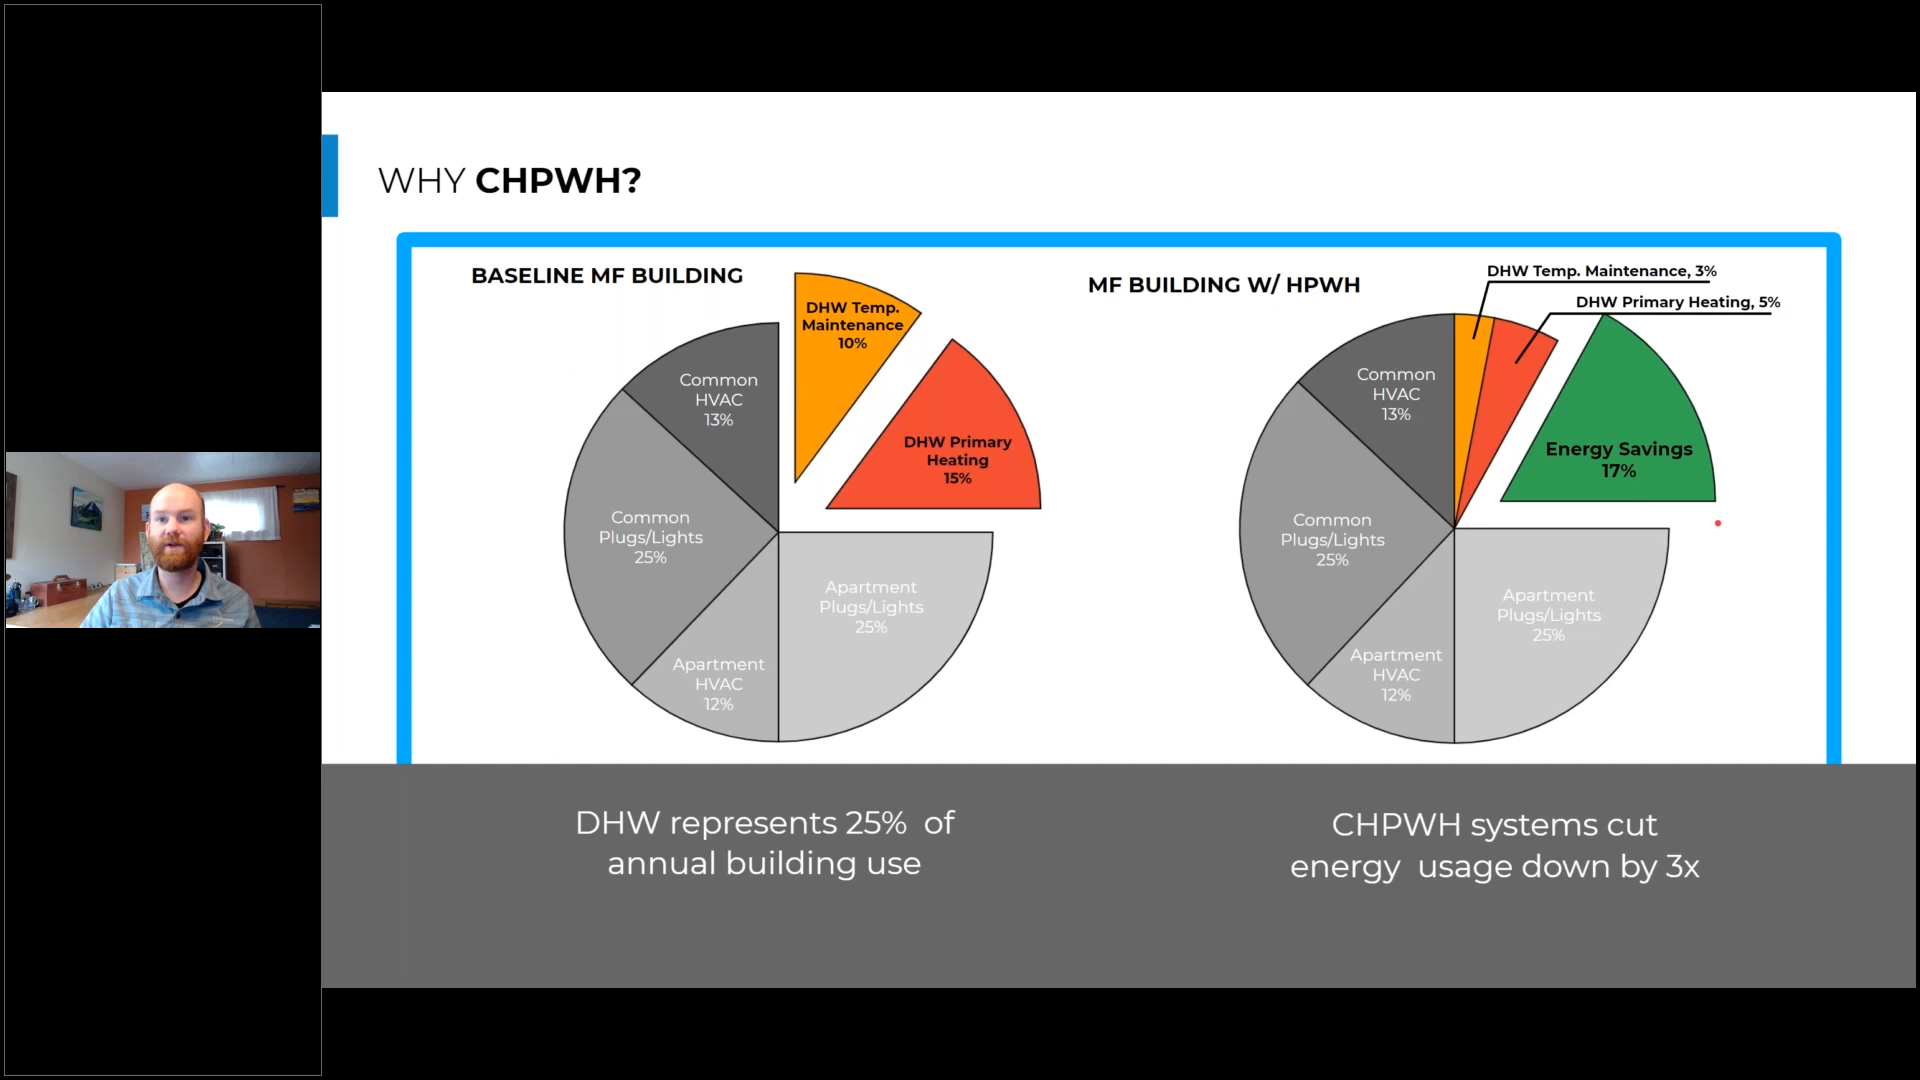 WHY CHPWH?
BASELINE MF BUILDING
DHW Temp.
Maintenance
10%
DHW Primary
Heating
15%
Common
HVAC
13%
Common
Plugs/Lights
25%
Apartment
Plugs/Lights
25%
Apartment
HVAC
12%
MF BUILDING W/ HPWH
DHW Temp. Maintenance, 3%
DHW Primary Heating, 5%
Common
HVAC
13%
Energy Savings
17%
Common
Plugs/Lights
25%
Apartment
Plugs/Lights
25%
Apartment
HVAC
12%
DHW represents 25%  of
annual building use
CHPWH systems cut
energy  usage down by 3x